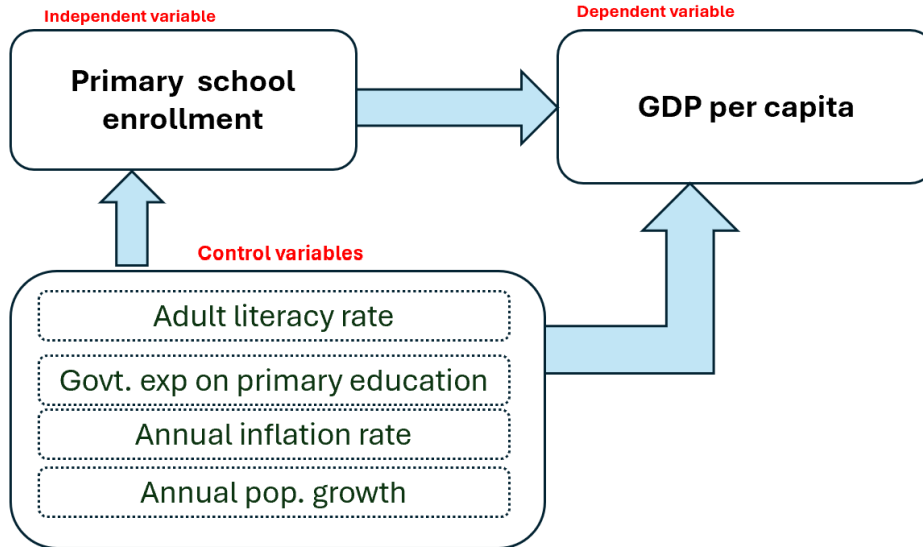 Independent variable
Dependent variable
Primary school
enrollment
GDP per capita
Control variables
Adult literacy rate
Govt. exp on primary education
Annual inflation rate
Annual pop. growth